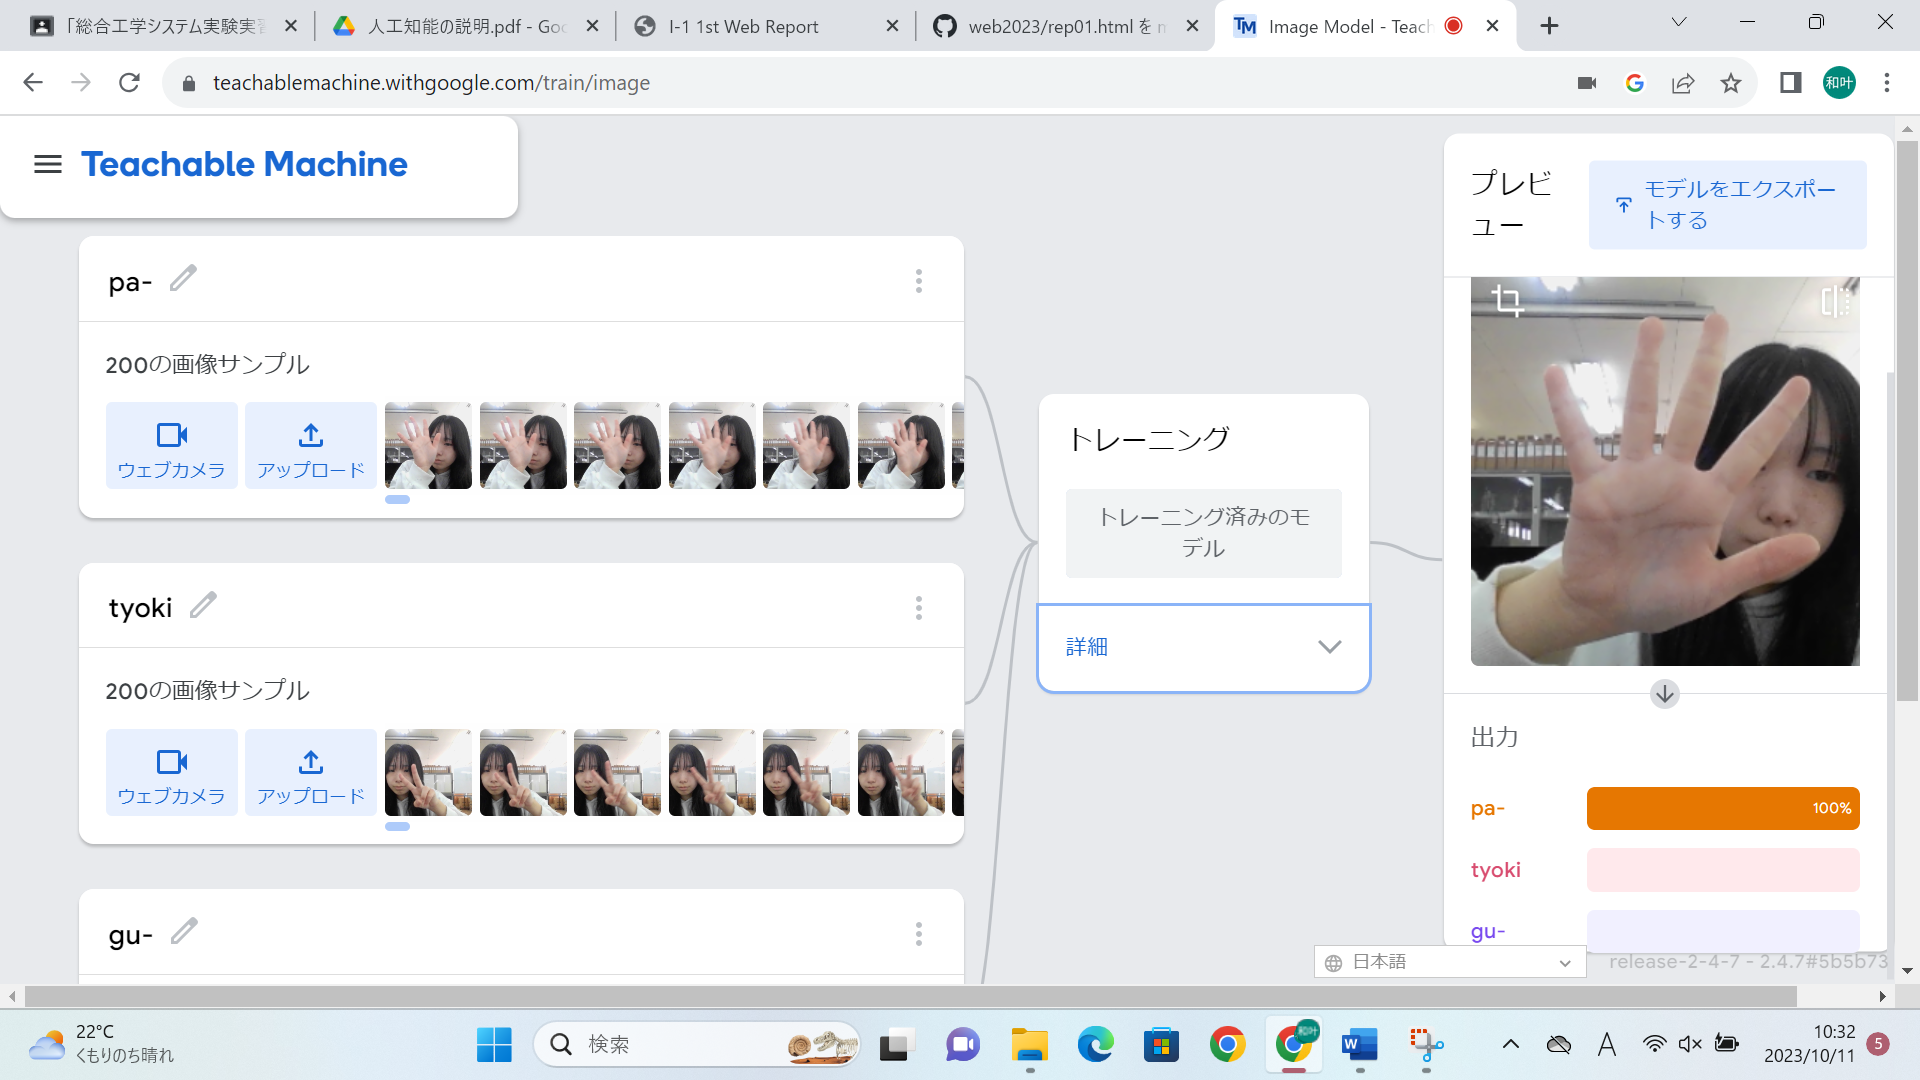 「総合工学システム実験実習
人工知能の説明.pdf - Goo
I-1 1st Web Report
web2023/rep01.html を m
Image Model - Teach
teachablemachine.withgoogle.com/train/image
和叶
Teachable Machine
pa-
200の画像サンプル
ウェブカメラ
アップロード
tyoki
200の画像サンプル
ウェブカメラ
アップロード
gu-
トレーニング
トレーニング済みのモ
デル
詳細
プレビ
ュー
モデルをエクスポー
トする
出力
pa-
100%
tyoki
gu-
日本語
release-2-4-7 - 2.4.7#5b5b73
22°C
くもりのち晴れ
検索
和叶
A
10:32
2023/10/11
5